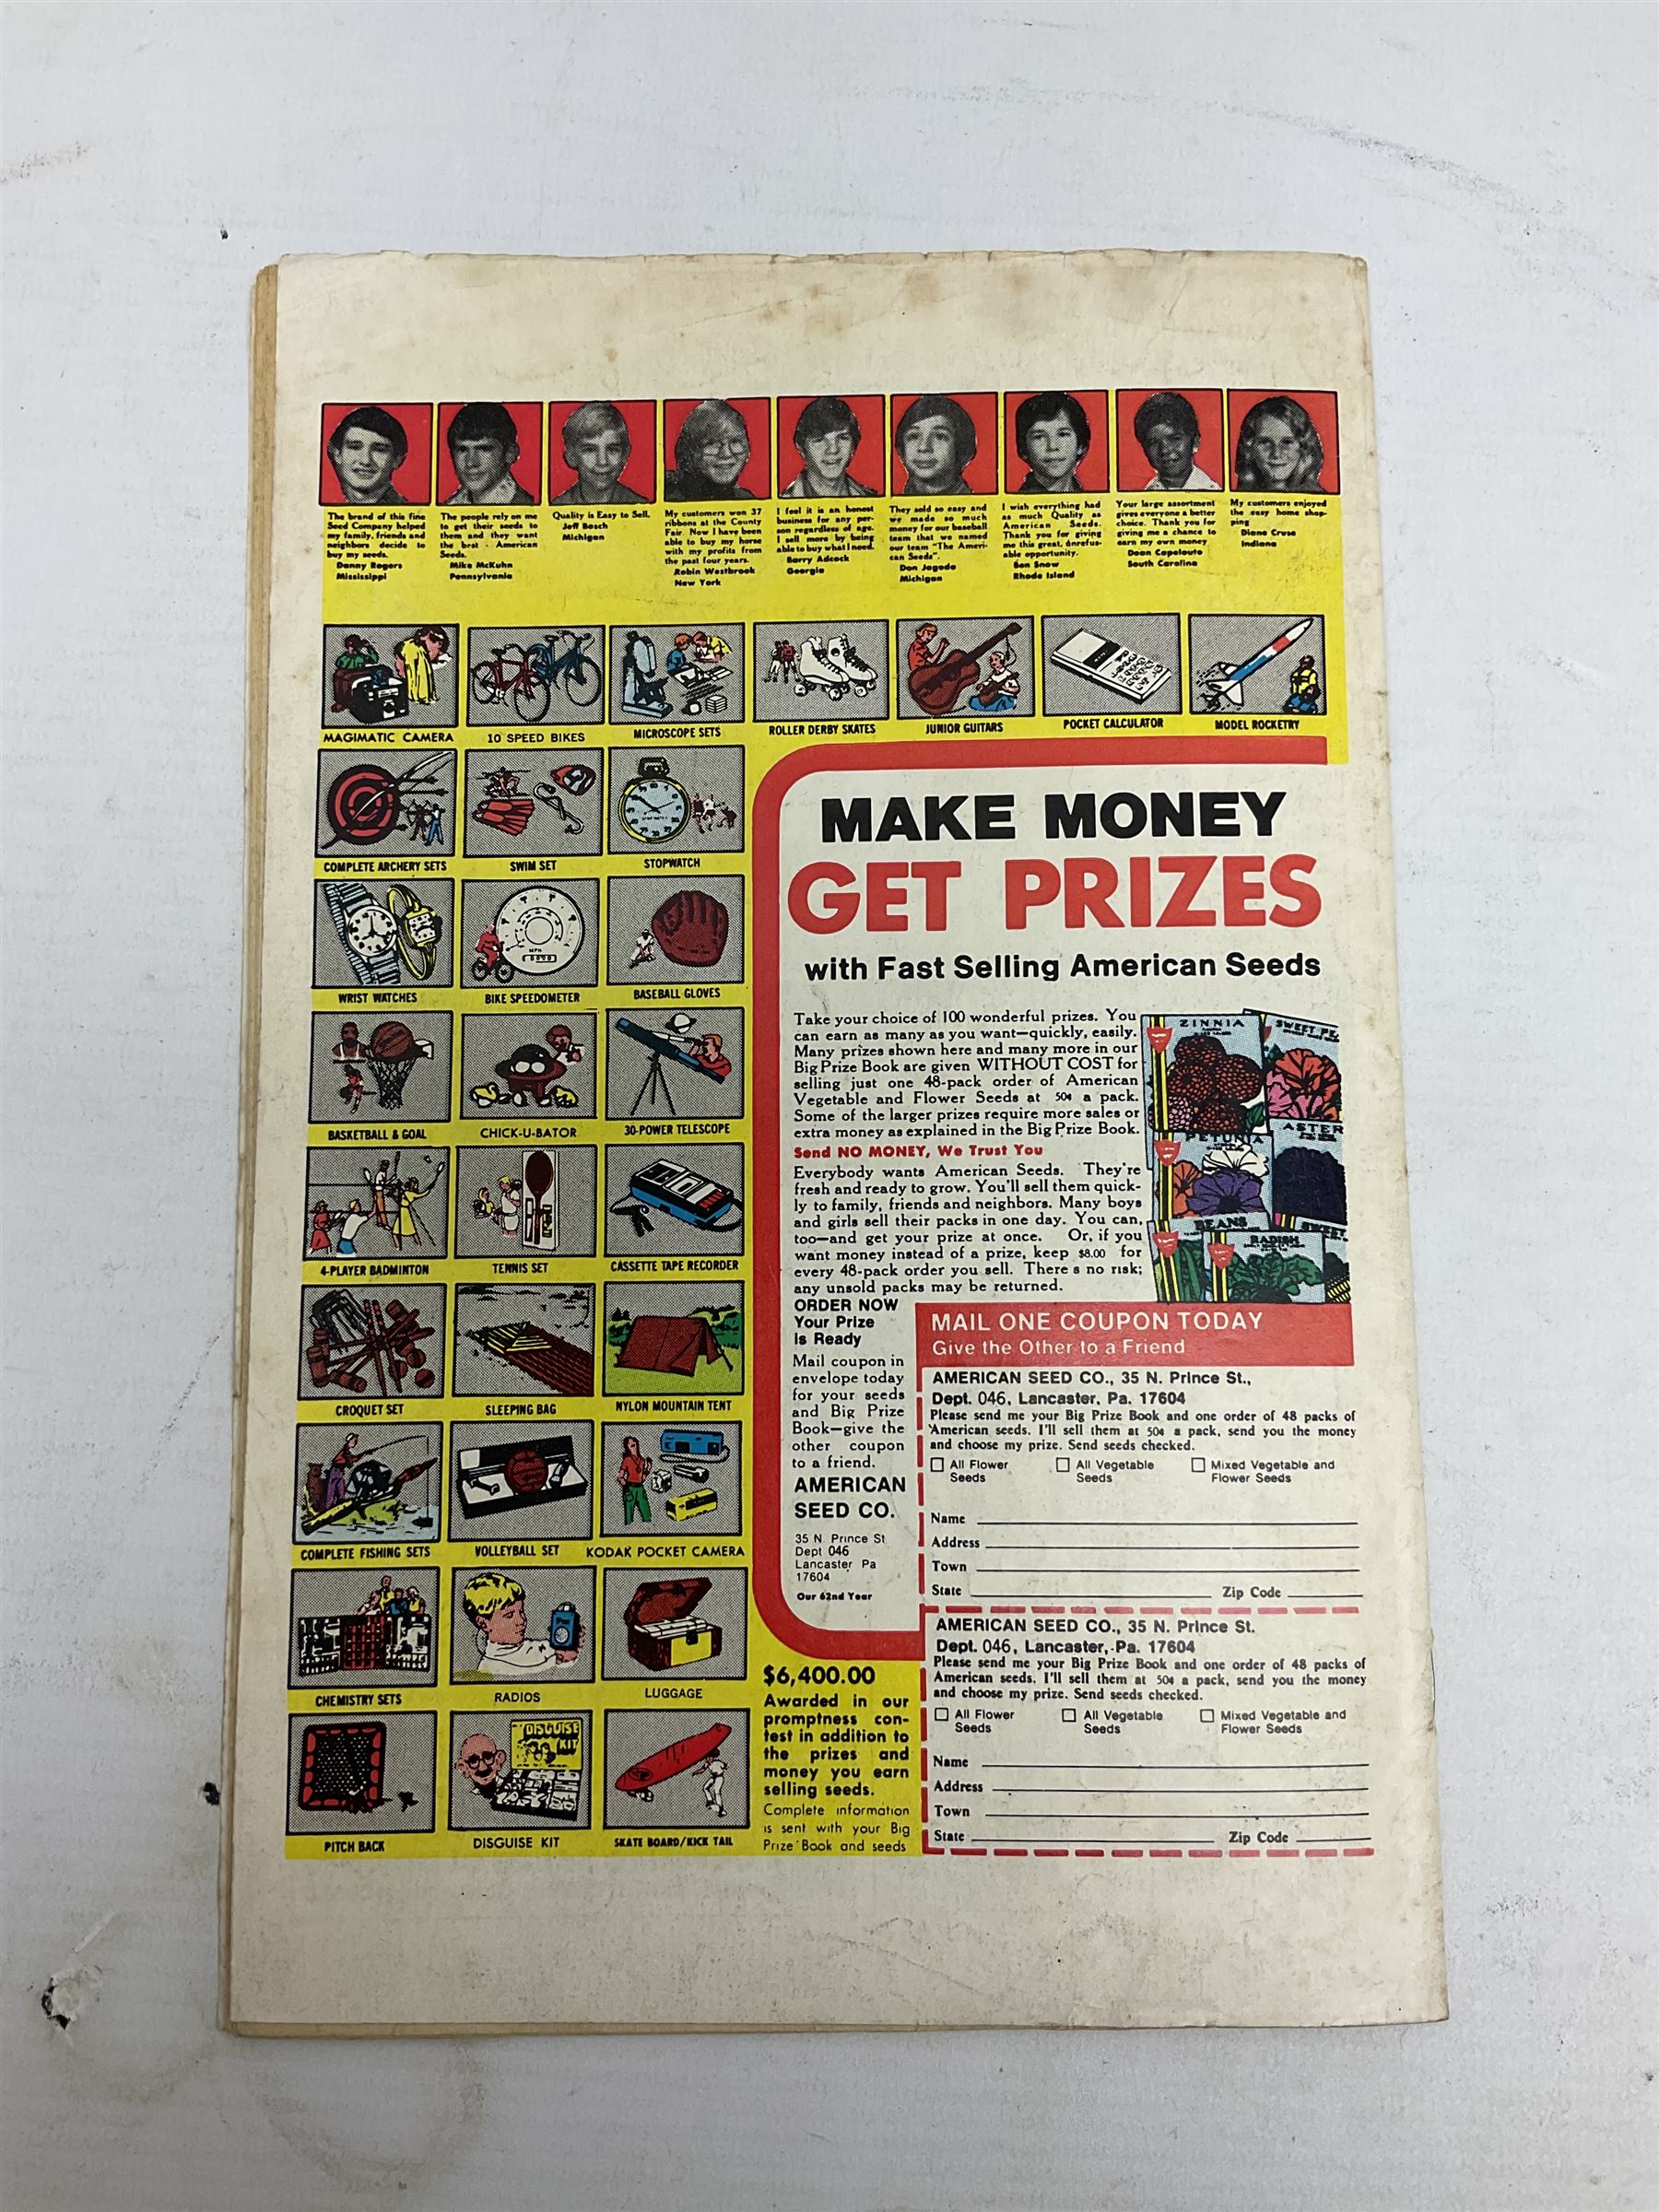 The brand of this fine
Seed Company helped
my family, friends and
neighbors decide to
buy my seeds.
Danny Rogers
Mississippi
The people rely on me
to get their seeds to
them and they want
the best - American
Seeds.
Mike McKuhn
Pennsylvania
Quality is Easy to Sell.
Jeff Bosch
Michigan
My customers won 37
ribbons at the County
Fair. Now I have been
able to buy my horse
with my profits from
the past four years.
Robin Westbrook
New York
I feel it is an honest
business for any per-
son regardless of age.
I sell more by being
able to buy what I need.
Barry Adcock
Georgia
They sold so easy and
we made so much
money for our baseball
team that we named
our team "The Ameri-
can Seeds".
Don Jagoda
Michigan
I wish everything had
as much Quality as
American Seeds.
Thank you for giving
me this great, unrefus-
able opportunity.
Ben Snow
Rhode Island
Your large assortment
gives everyone a better
choice. Thank you for
giving me a chance to
earn my own money
Dean Capelouto
South Carolina
My customers enjoyed
the easy home shop-
ping
Diane Cruse
Indiana
MAGIMATIC CAMERA
10 SPEED BIKES
MICROSCOPE SETS
ROLLER DERBY SKATES
JUNIOR GUITARS
POCKET CALCULATOR
MODEL ROCKETRY
COMPLETE ARCHERY SETS
SWIM SET
STOPWATCH
WRIST WATCHES
BIKE SPEEDOMETER
BASEBALL GLOVES
BASKETBALL & GOAL
CHICK-U-BATOR
30-POWER TELESCOPE
4-PLAYER BADMINTON
TENNIS SET
CASSETTE TAPE RECORDER
CROQUET SET
SLEEPING BAG
NYLON MOUNTAIN TENT
COMPLETE FISHING SETS
VOLLEYBALL SET
KODAK POCKET CAMERA
CHEMISTRY SETS
RADIOS
LUGGAGE
DISGUISE
KIT
PITCH BACK
DISGUISE KIT
SKATE BOARD/KICK TAIL
MAKE MONEY
GET PRIZES
with Fast Selling American Seeds
Take your choice of 100 wonderful prizes. You
can earn as many as you want—quickly, easily.
Many prizes shown here and many more in our
Big Prize Book are given WITHOUT COST for
selling just one 48-pack order of American
Vegetable and Flower Seeds at 50¢ a pack.
Some of the larger prizes require more sales or
extra money as explained in the Big Prize Book.
Send NO MONEY, We Trust You
Everybody wants American Seeds. They're
fresh and ready to grow. You'll sell them quick-
ly to family, friends and neighbors. Many boys
and girls sell their packs in one day. You can,
too—and get your prize at once. Or, if you
want money instead of a prize, keep $8.00 for
every 48-pack order you sell. There s no risk;
any unsold packs may be returned.
ZINNIA
SWEET PE
ASTER
PETUNIA
BEANS
SWEET
RADISH
ORDER NOW
Your Prize
Is Ready
Mail coupon in
envelope today
for your seeds
and Big Prize
Book—give the
other coupon
to a friend.
AMERICAN
SEED CO.
35 N. Prince St
Dept 046
Lancaster, Pa
17604
Our 62nd Year
$6,400.00
Awarded in our
promptness con-
test in addition to
the prizes and
money you earn
selling seeds.
Complete information
is sent with your Big
Prize Book and seeds
MAIL ONE COUPON TODAY
Give the Other to a Friend
AMERICAN SEED CO., 35 N. Prince St.,
Dept. 046, Lancaster, Pa. 17604
Please send me your Big Prize Book and one order of 48 packs of
American seeds. I'll sell them at 50¢ a pack, send you the money
and choose my prize. Send seeds checked.
All Flower
Seeds
All Vegetable
Seeds
Mixed Vegetable and
Flower Seeds
Name
Address
Town
State Zip Code
AMERICAN SEED CO., 35 N. Prince St.
Dept. 046, Lancaster, Pa. 17604
Please send me your Big Prize Book and one order of 48 packs of
American seeds. I'll sell them at 50¢ a pack, send you the money
and choose my prize. Send seeds checked.
All Flower
Seeds
All Vegetable
Seeds
Mixed Vegetable and
Flower Seeds
Name
Address
Town
State Zip Code